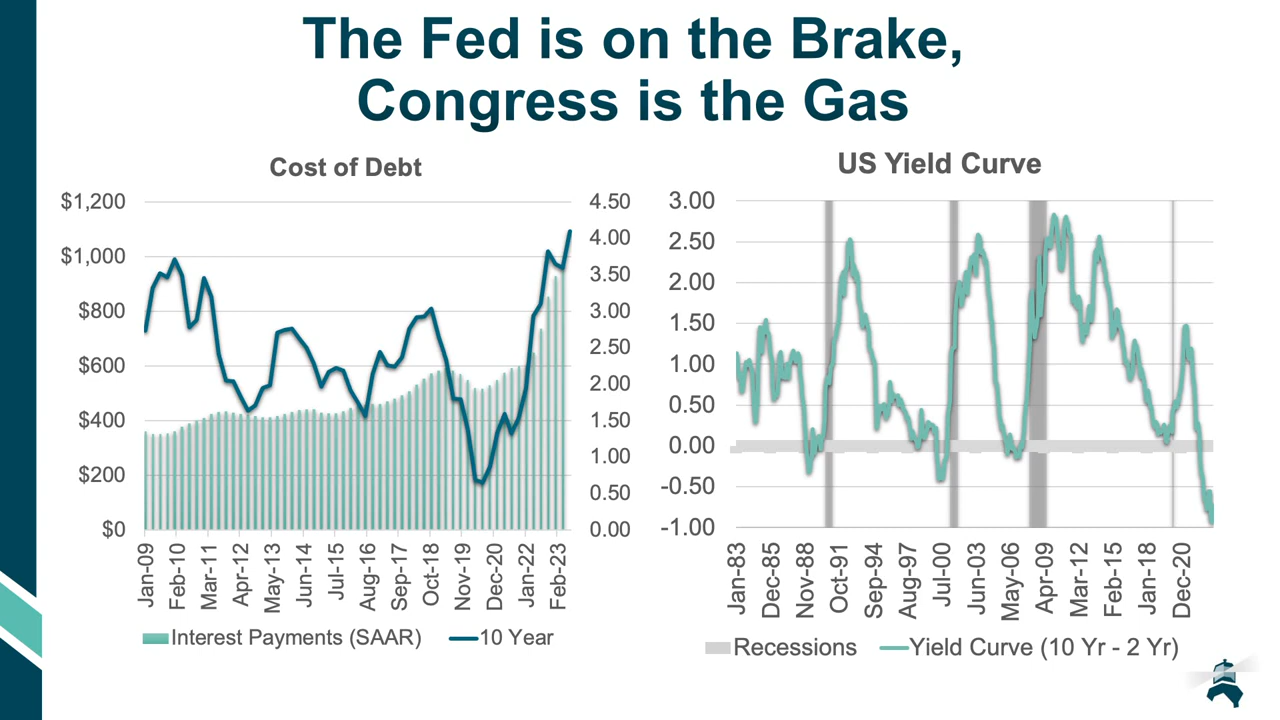 The Fed is on the Brake,
Congress is the Gas
Cost of Debt
$1,200
$1,000
$800
$600
$400
$200
$0
4.50
4.00
3.50
3.00
2.50
2.00
1.50
1.00
0.50
0.00
Jan-09
Feb-10
Mar-11
Apr-12
May-13
Jun-14
Jul-15
Aug-16
Sep-17
Oct-18
Nov-19
Dec-20
Jan-22
Feb-23
Interest Payments (SAAR)
10 Year
US Yield Curve
3.00
2.50
2.00
1.50
1.00
0.50
0.00
-0.50
-1.00
Jan-83
Dec-85
Nov-88
Oct-91
Sep-94
Aug-97
Jul-00
Jun-03
May-06
Apr-09
Mar-12
Feb-15
Jan-18
Dec-20
Recessions
Yield Curve (10 Yr - 2 Yr)